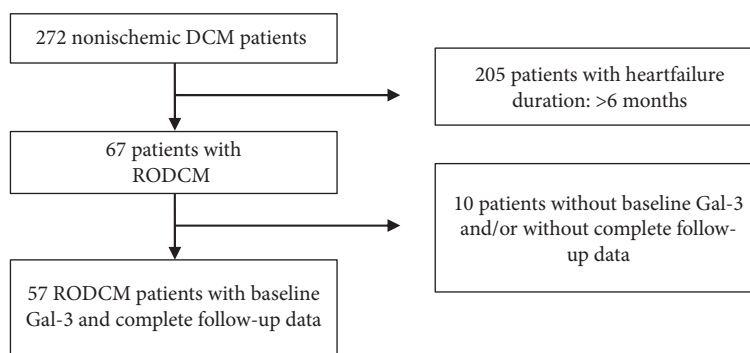 272 nonischemic DCM patients
205 patients with heartfailure
duration: >6 months
67 patients with
RODCM
10 patients without baseline Gal-3
and/or without complete follow-
up data
57 RODCM patients with baseline
Gal-3 and complete follow-up data